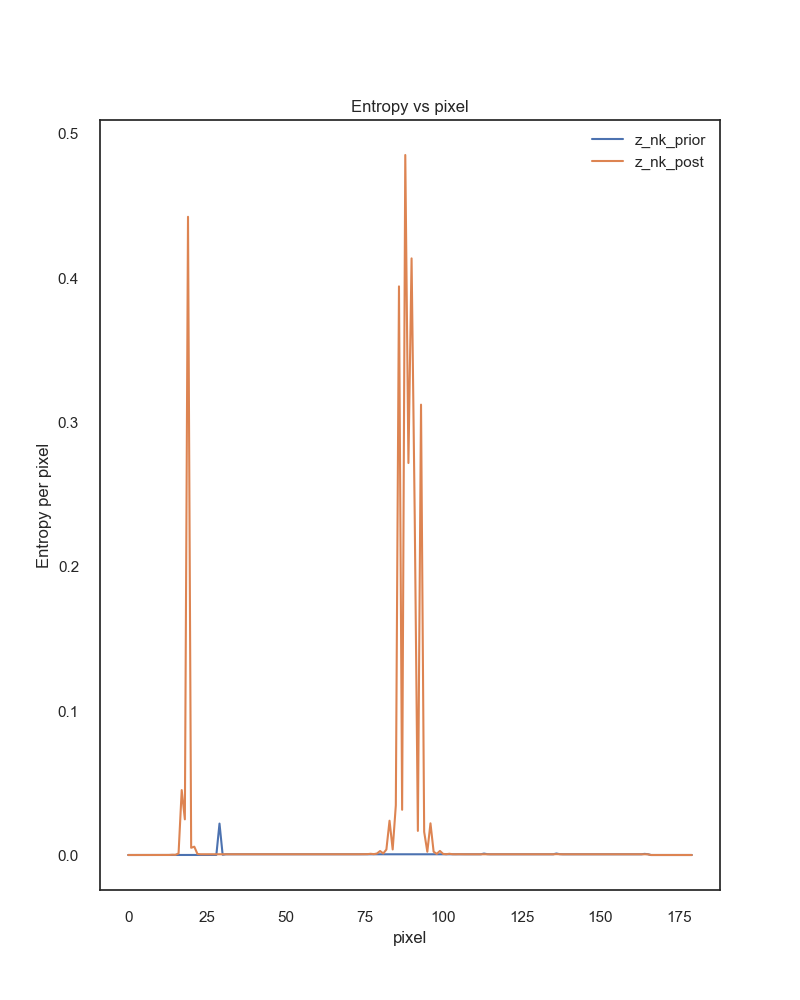 Entropy vs pixel
z_nk_prior
z_nk_post
Entropy per pixel
0.5
0.4
0.3
0.2
0.1
0.0
0 25 50 75 100 125 150 175
pixel